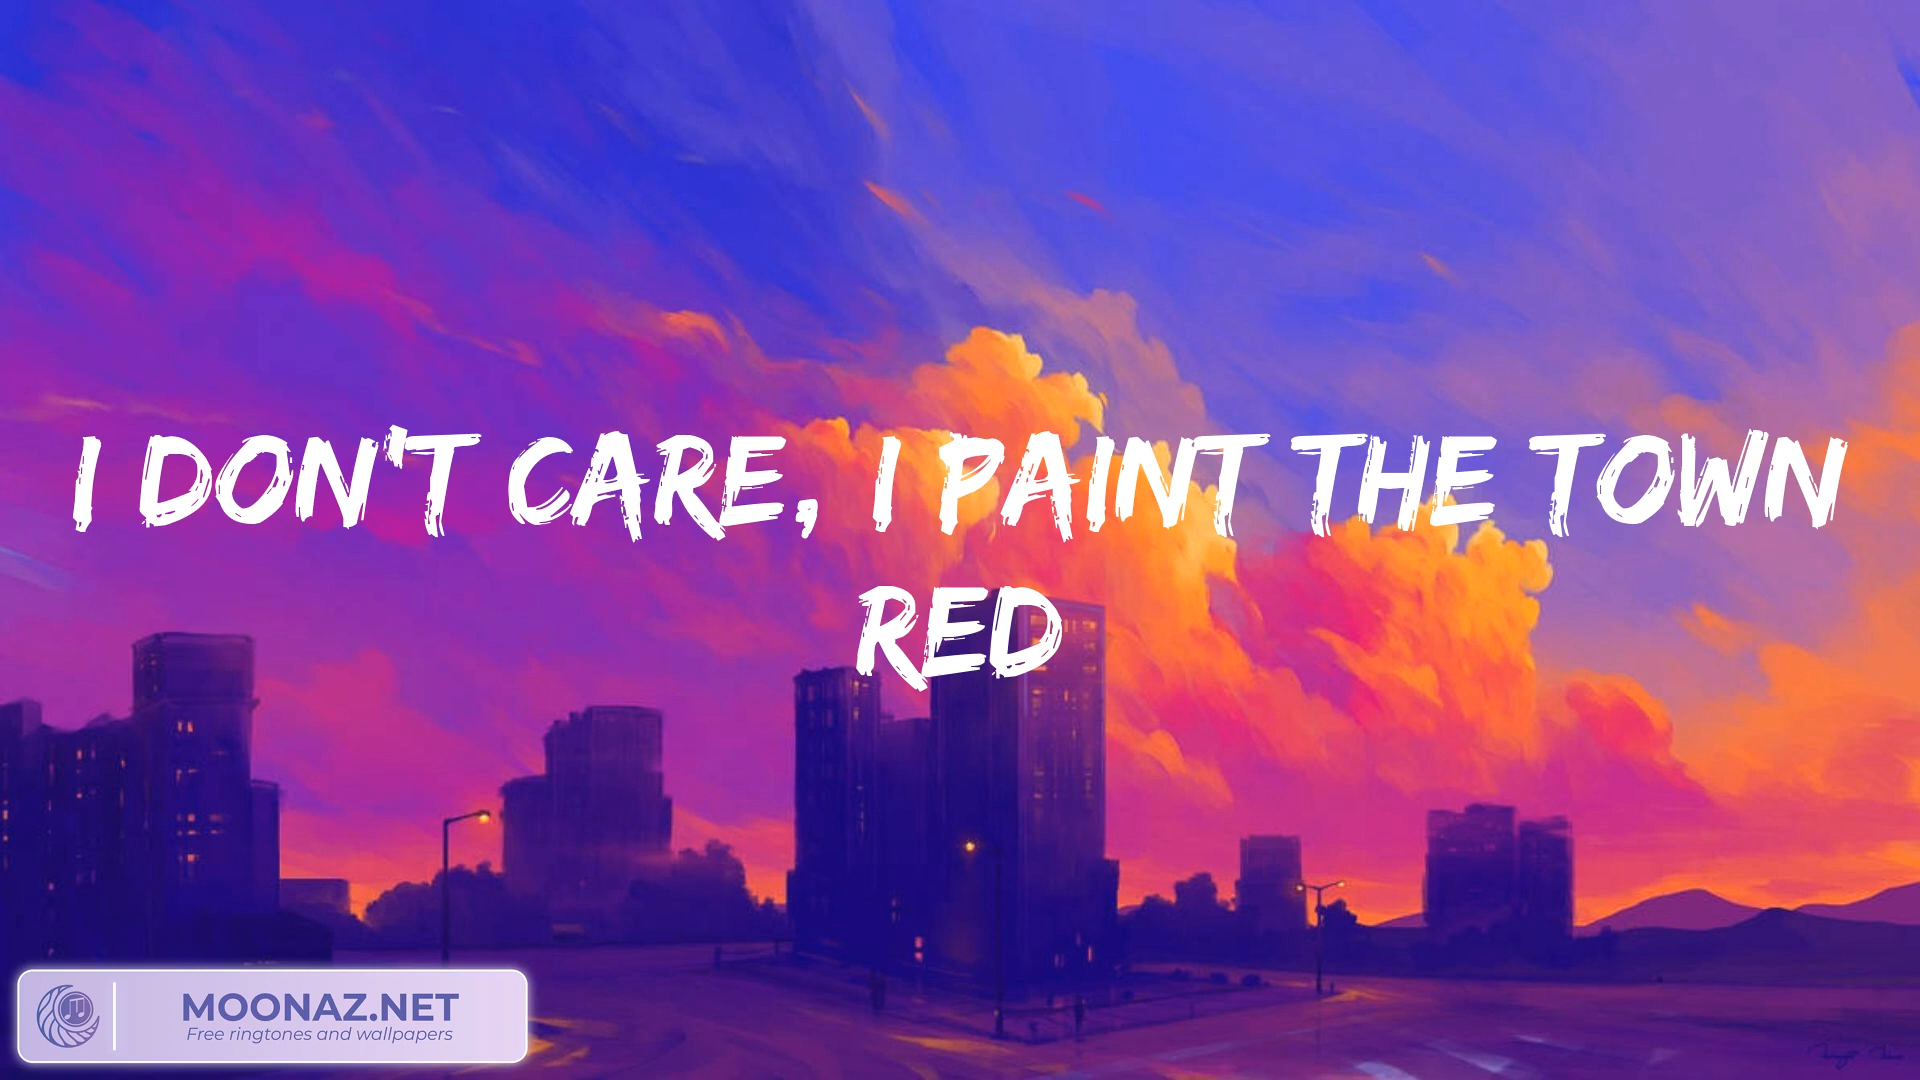 I DON'T CARE, I PAINT THE TOWN
RED
MOONAZ.NET
Free ringtones and wallpapers